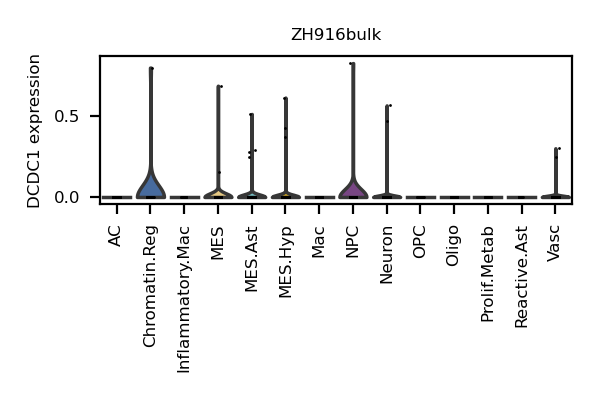 ZH916bulk
DCDC1 expression
0.5
0.0
AC
Chromatin.Reg
Inflammatory.Mac
MES
MES.Ast
MES.Hyp
Mac
NPC
Neuron
OPC
Oligo
Prolif.Metab
Reactive.Ast
Vasc